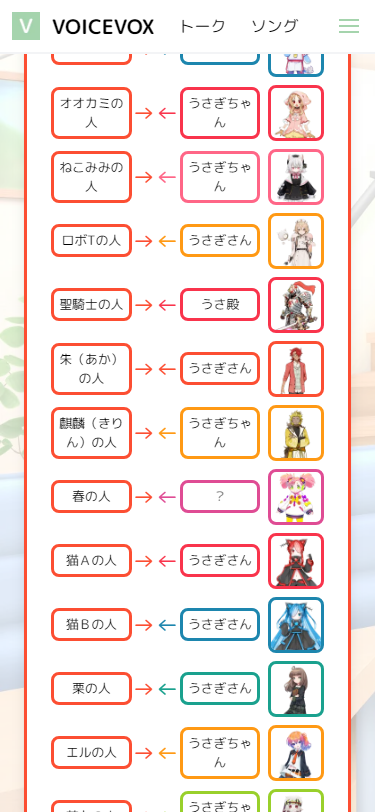 V VOICEVOX トーク ソング
オオカミの
人
→ ←
うさぎちゃ
ん
ねこみみの
人
→ ←
うさぎちゃ
ん
ロボTの人 → ← うさぎさん
聖騎士の人 → ← うさ殿
朱（あか）
の人
→ ←
うさぎさん
麒麟（きり
ん）の人
→ ←
うさぎちゃ
ん
春の人 → ← ？
猫Ａの人 → ← うさぎさん
猫Ｂの人 → ← うさぎさん
栗の人 → ← うさぎさん
エルの人 → ←
うさぎちゃ
ん
うさぎちゃ